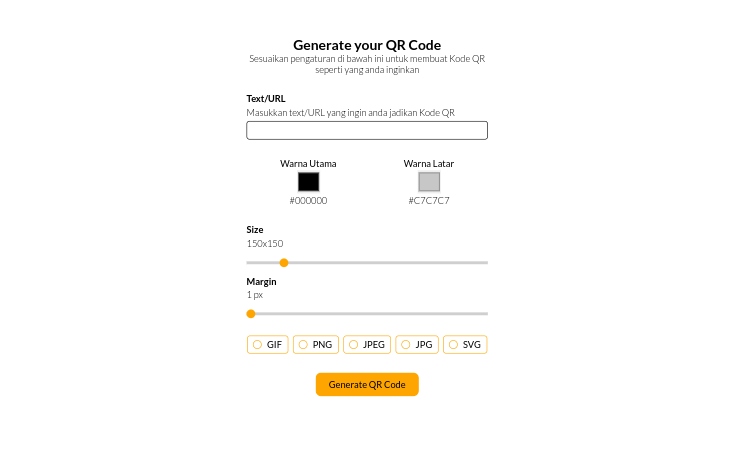 Generate your QR Code
Sesuaikan pengaturan di bawah ini untuk membuat Kode QR
seperti yang anda inginkan
Text/URL
Masukkan text/URL yang ingin anda jadikan Kode QR
Warna Utama
Warna Latar
#000000
#C7C7C7
Size
150x150
Margin
1 px
GIF PNG JPEG JPG SVG
Generate QR Code